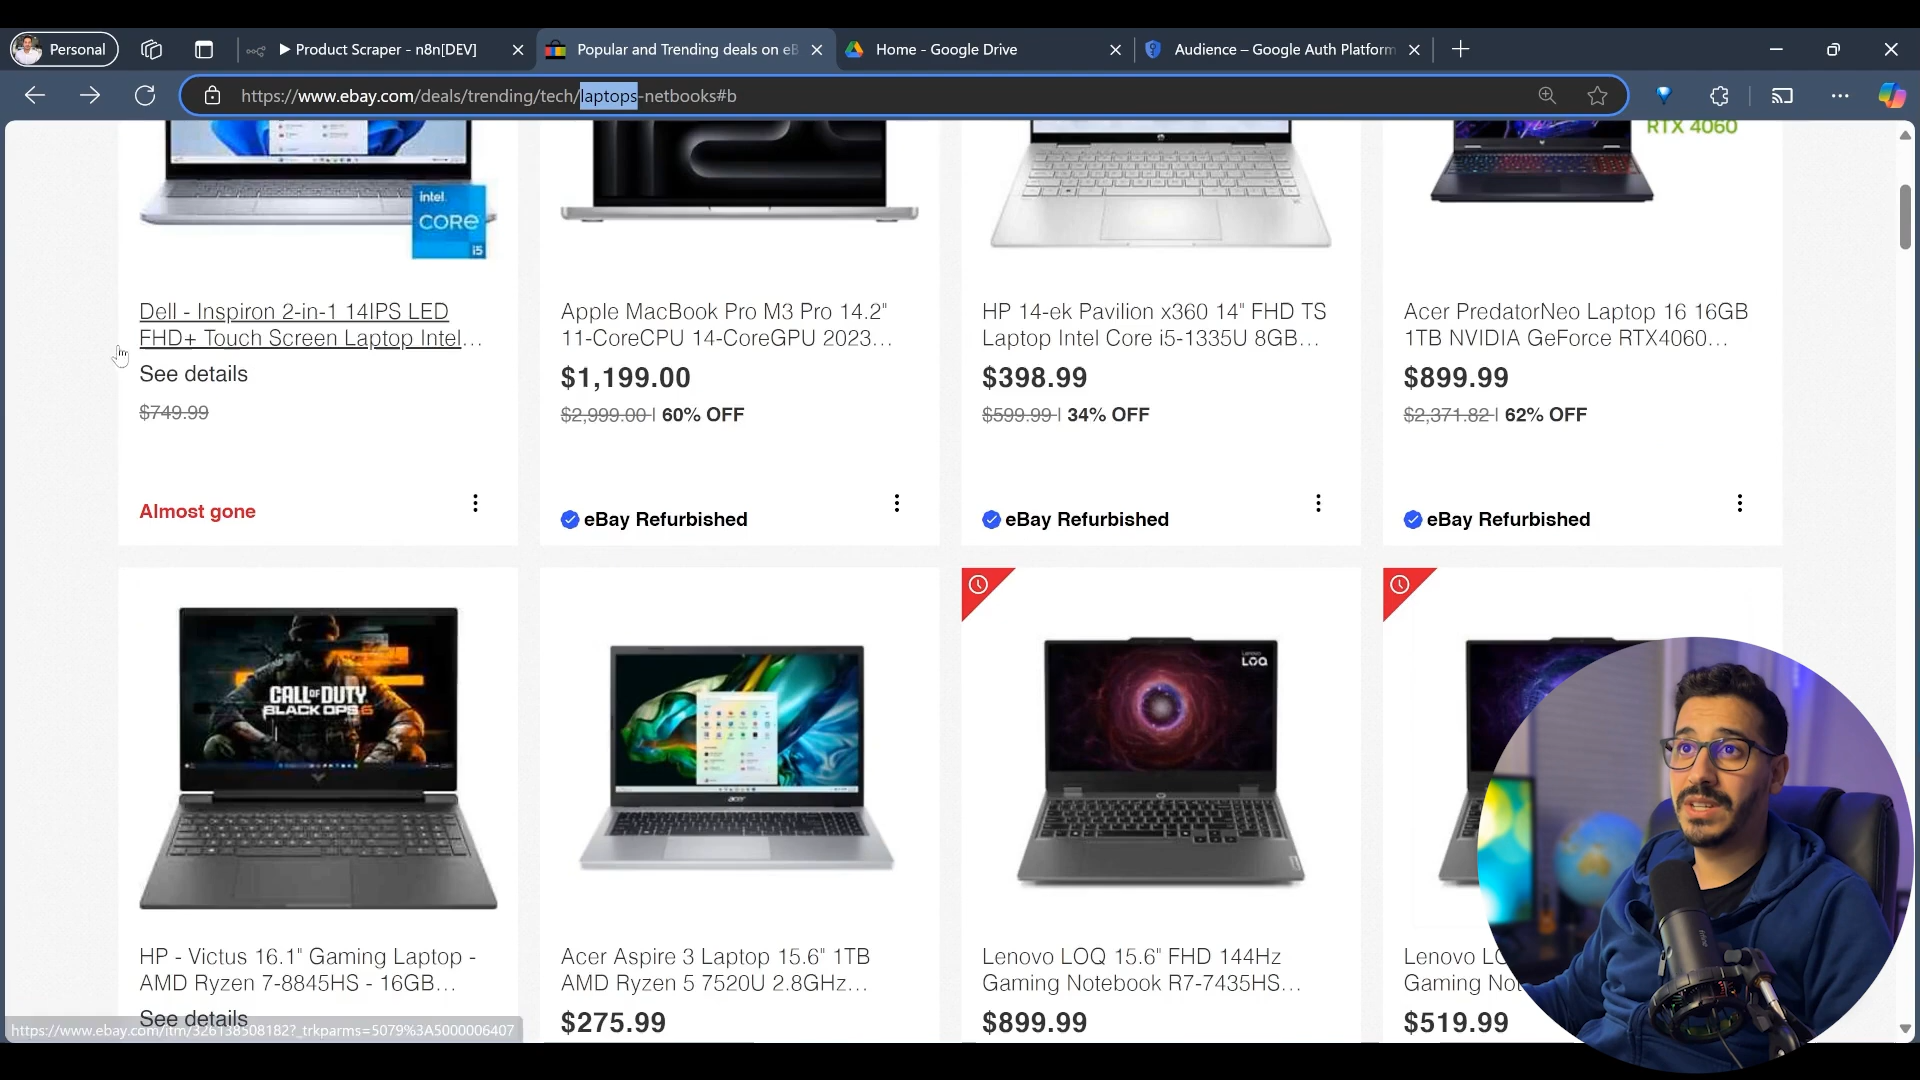 Personal
Product Scraper - n8n[DEV]
Popular and Trending deals on eB
Home - Google Drive
Audience – Google Auth Platform
https://www.ebay.com/deals/trending/tech/laptops-netbooks#b
RTX 4060
intel.
CORE
i5
Dell - Inspiron 2-in-1 14IPS LED
FHD+ Touch Screen Laptop Intel...
See details
$749.99
Almost gone
Apple MacBook Pro M3 Pro 14.2"
11-CoreCPU 14-CoreGPU 2023...
$1,199.00
$2,999.00 | 60% OFF
eBay Refurbished
HP 14-ek Pavilion x360 14" FHD TS
Laptop Intel Core i5-1335U 8GB...
$398.99
$599.99 | 34% OFF
eBay Refurbished
Acer PredatorNeo Laptop 16 16GB
1TB NVIDIA GeForce RTX4060...
$899.99
$2,371.82 | 62% OFF
eBay Refurbished
CALL OF DUTY
BLACK OPS 6
HP - Victus 16.1" Gaming Laptop -
AMD Ryzen 7-8845HS - 16GB...
See details
acer
Acer Aspire 3 Laptop 15.6" 1TB
AMD Ryzen 5 7520U 2.8GHz...
$275.99
Lenovo
LOQ
Lenovo LOQ 15.6" FHD 144Hz
Gaming Notebook R7-7435HS...
$899.99
Lenovo LO
Gaming Not
$519.99
https://www.ebay.com/itm/326138508182?_trkparms=5079%3A5000006407